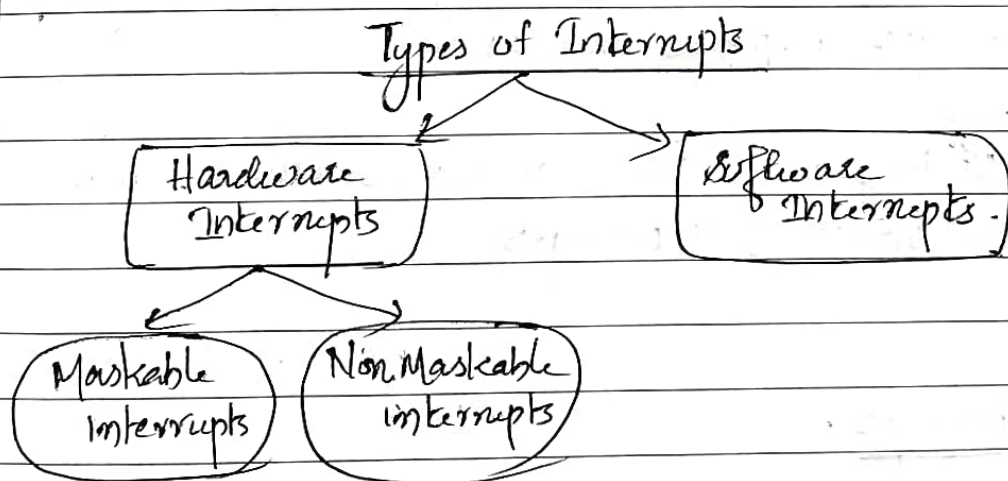 Types of Interrupts
Hardware
Interrupts
Software
Interrupts.
Maskable
interrupts
Non Maskable
interrupts